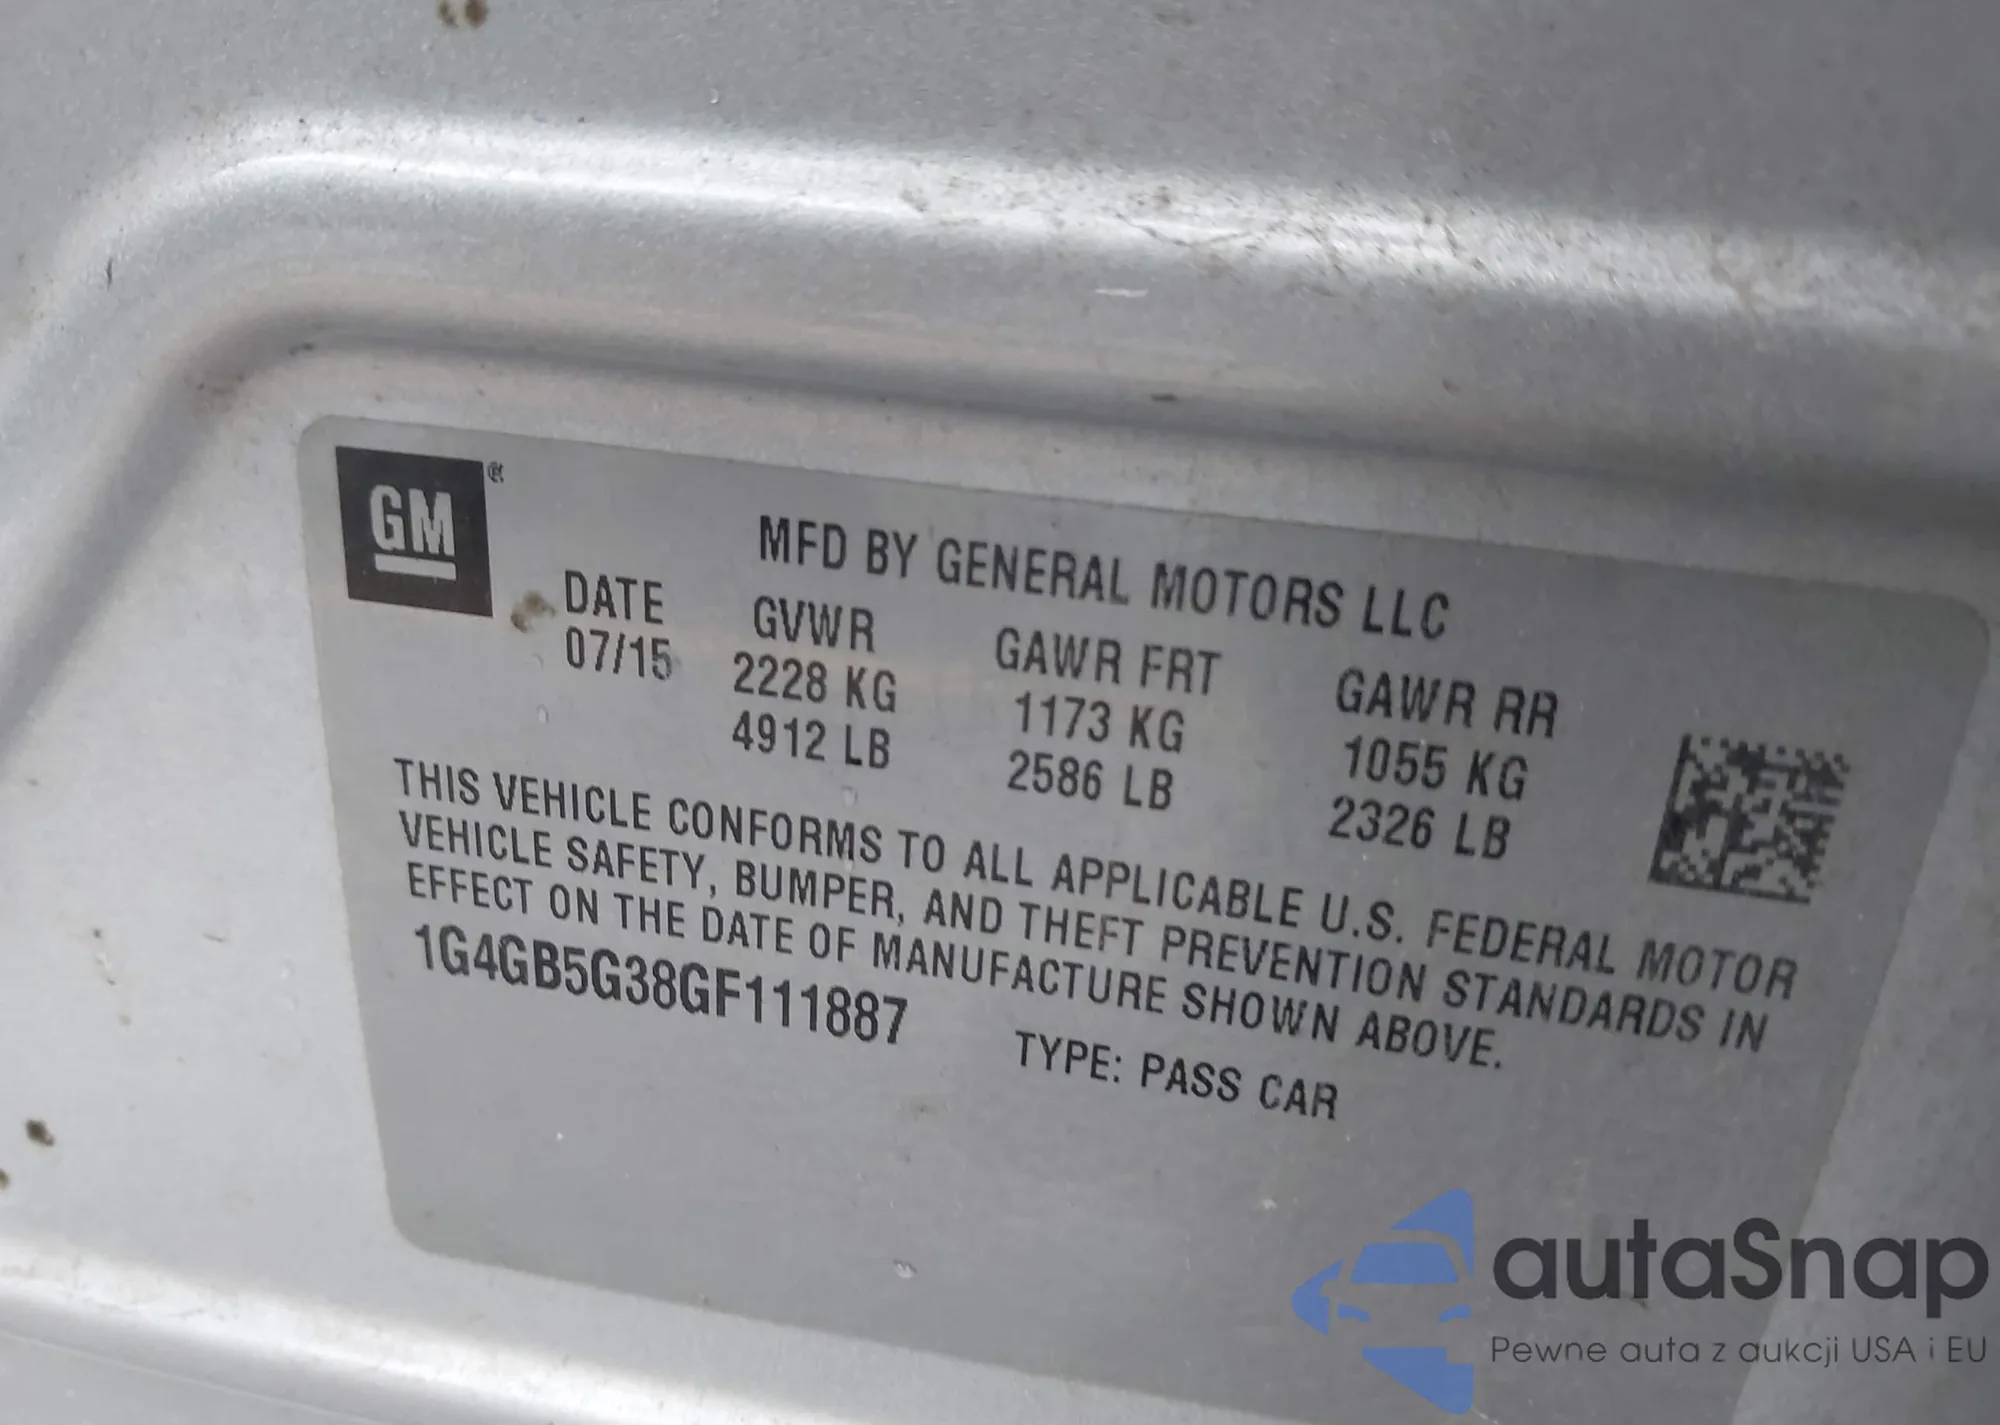 GM®
MFD BY GENERAL MOTORS LLC
DATE GVWR GAWR FRT GAWR RR
07/15 2228 KG 1173 KG 1055 KG
4912 LB 2586 LB 2326 LB
THIS VEHICLE CONFORMS TO ALL APPLICABLE U.S. FEDERAL MOTOR
VEHICLE SAFETY, BUMPER, AND THEFT PREVENTION STANDARDS IN
EFFECT ON THE DATE OF MANUFACTURE SHOWN ABOVE.
1G4GB5G38GF111887 TYPE: PASS CAR
autaSnap
Pewne auta z aukcji USA i EU